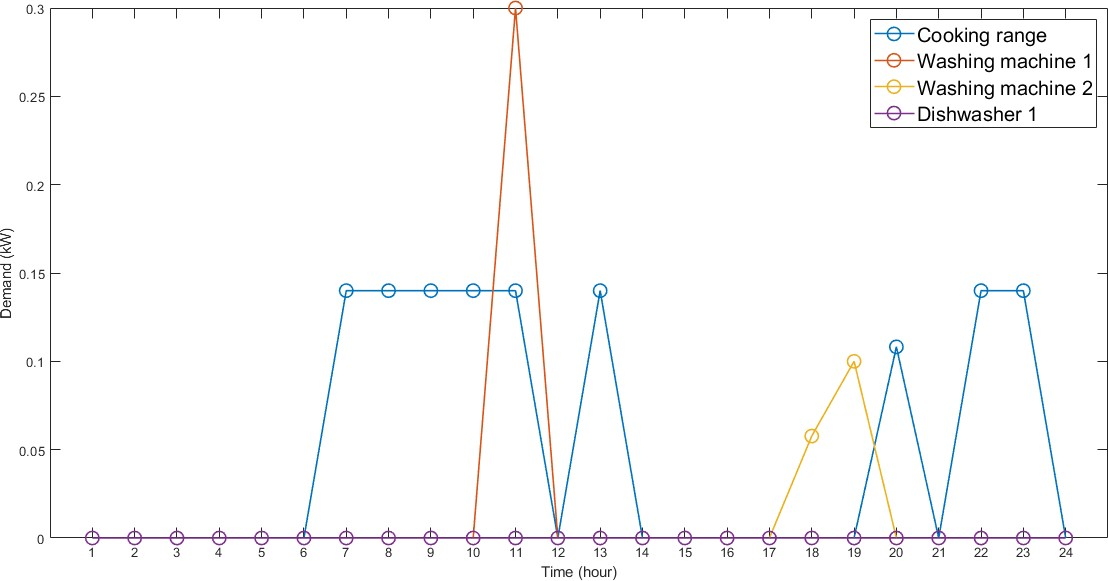 0.3
0.25
0.2
0.15
0.1
0.05
0
Demand (kW)
Cooking range
Washing machine 1
Washing machine 2
Dishwasher 1
1 2 3 4 5 6 7 8 9 10 11 12 13 14 15 16 17 18 19 20 21 22 23 24
Time (hour)